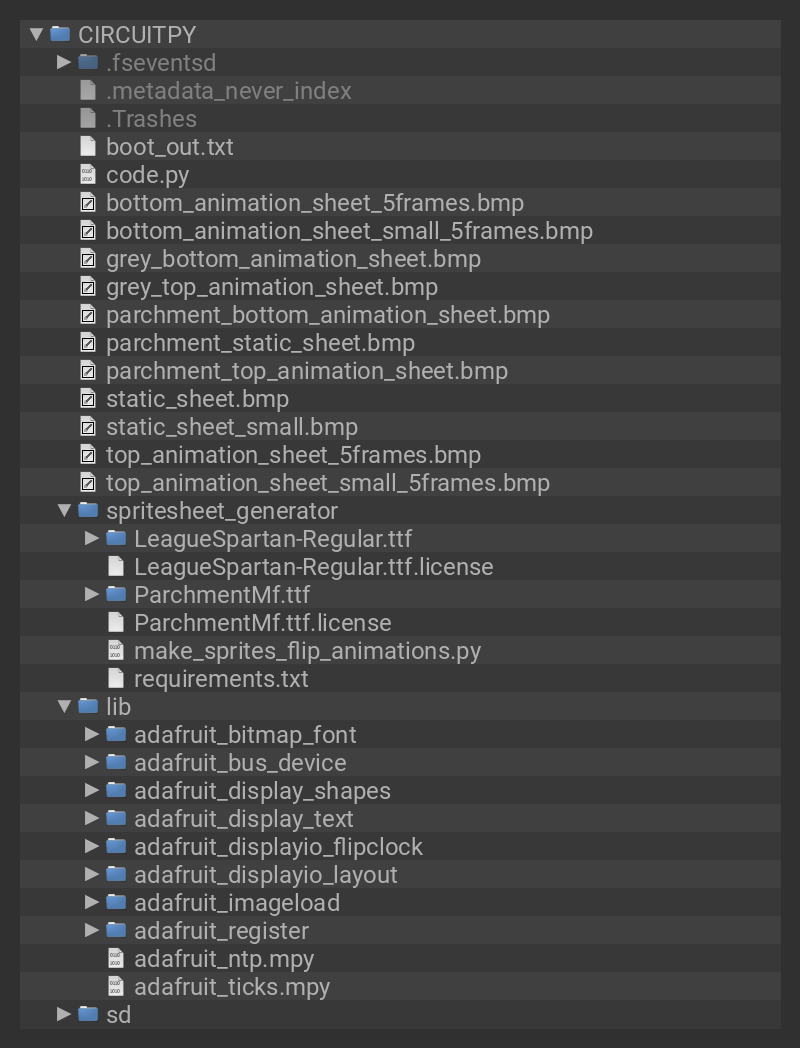 CIRCUITPY
.fseventsd
.metadata_never_index
.Trashes
boot_out.txt
code.py
bottom_animation_sheet_5frames.bmp
bottom_animation_sheet_small_5frames.bmp
grey_bottom_animation_sheet.bmp
grey_top_animation_sheet.bmp
parchment_bottom_animation_sheet.bmp
parchment_static_sheet.bmp
parchment_top_animation_sheet.bmp
static_sheet.bmp
static_sheet_small.bmp
top_animation_sheet_5frames.bmp
top_animation_sheet_small_5frames.bmp
spritesheet_generator
LeagueSpartan-Regular.ttf
LeagueSpartan-Regular.ttf.license
ParchmentMf.ttf
ParchmentMf.ttf.license
make_sprites_flip_animations.py
requirements.txt
lib
adafruit_bitmap_font
adafruit_bus_device
adafruit_display_shapes
adafruit_display_text
adafruit_displayio_flipclock
adafruit_displayio_layout
adafruit_imageload
adafruit_register
adafruit_ntp.mpy
adafruit_ticks.mpy
sd